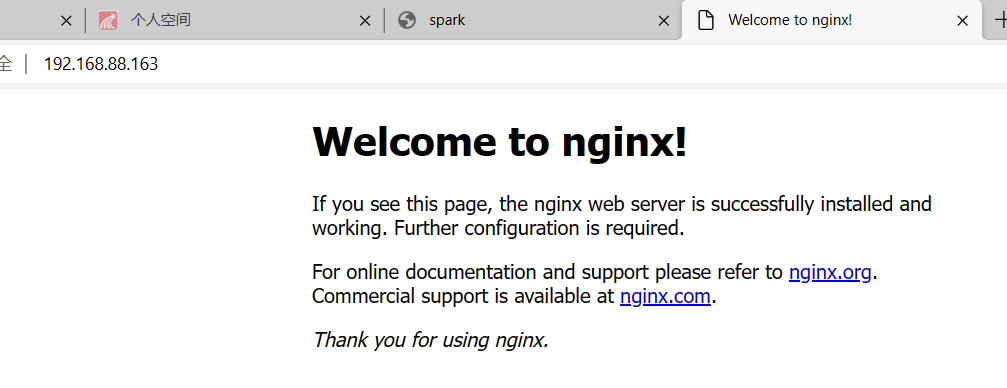 个人空间
spark
Welcome to nginx!
全
192.168.88.163
Welcome to nginx!
If you see this page, the nginx web server is successfully installed and
working. Further configuration is required.
For online documentation and support please refer to nginx.org.
Commercial support is available at nginx.com.
Thank you for using nginx.